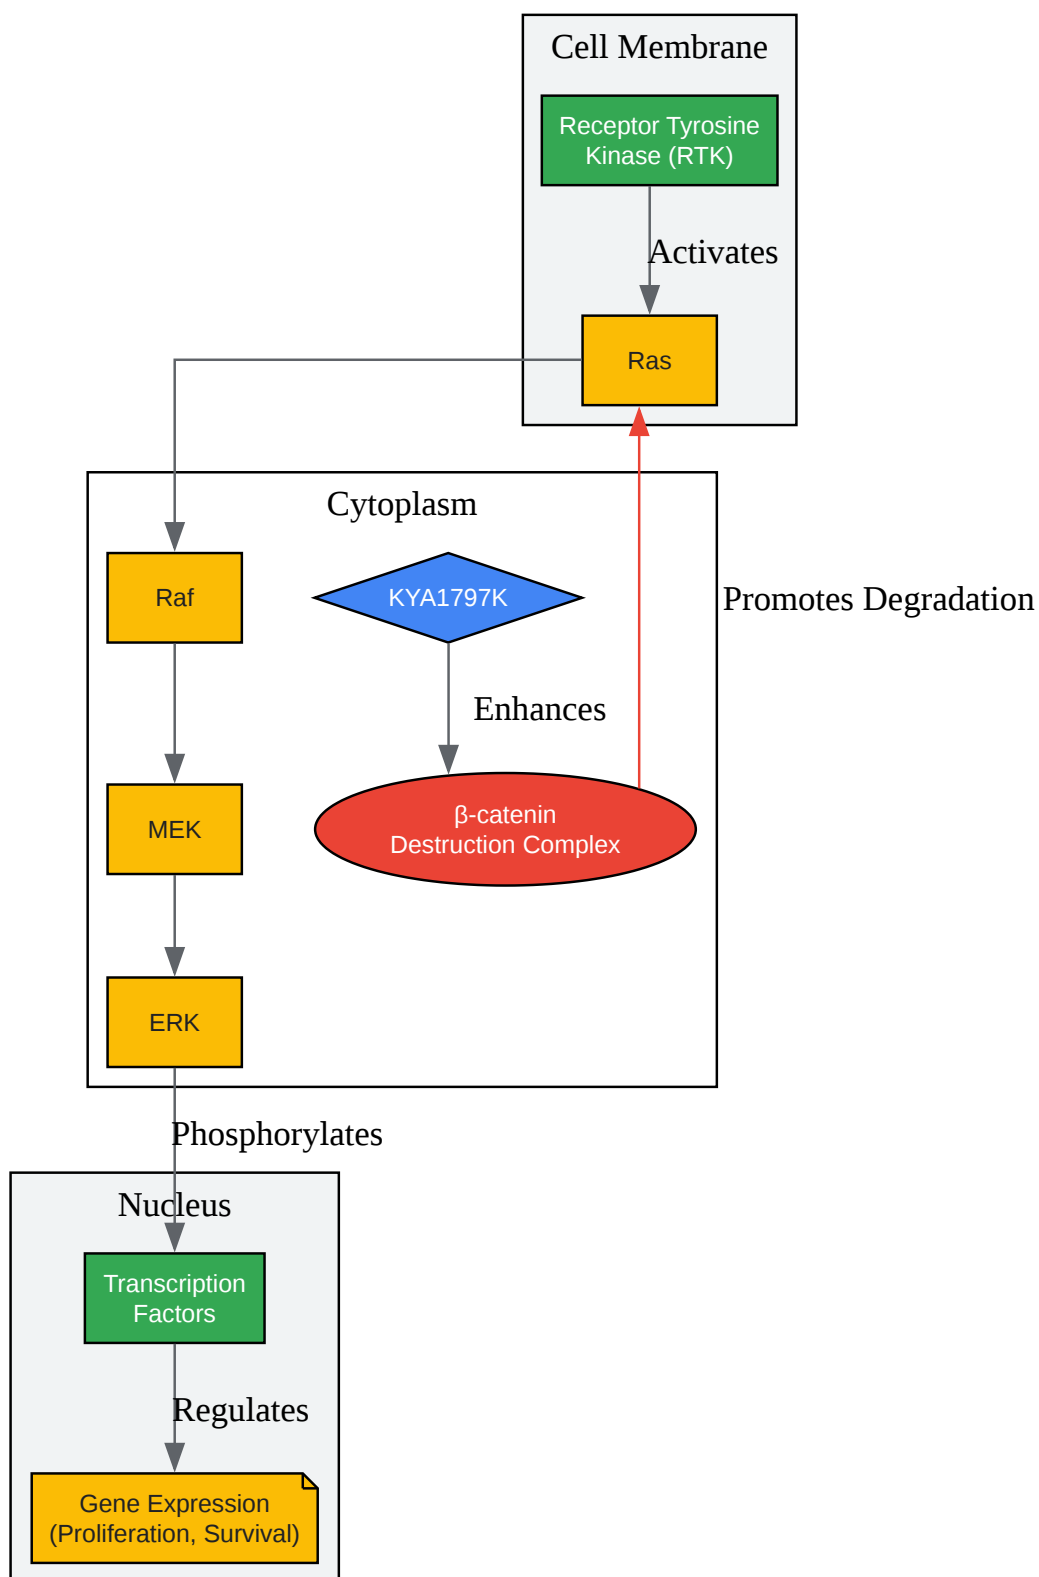 Cell Membrane
Receptor Tyrosine
Kinase (RTK)
Activates
Ras
Cytoplasm
Raf
KYA1797K
Promotes Degradation
Enhances
MEK
β-catenin
Destruction Complex
ERK
Phosphorylates
Nucleus
Transcription
Factors
Regulates
Gene Expression
(Proliferation, Survival)